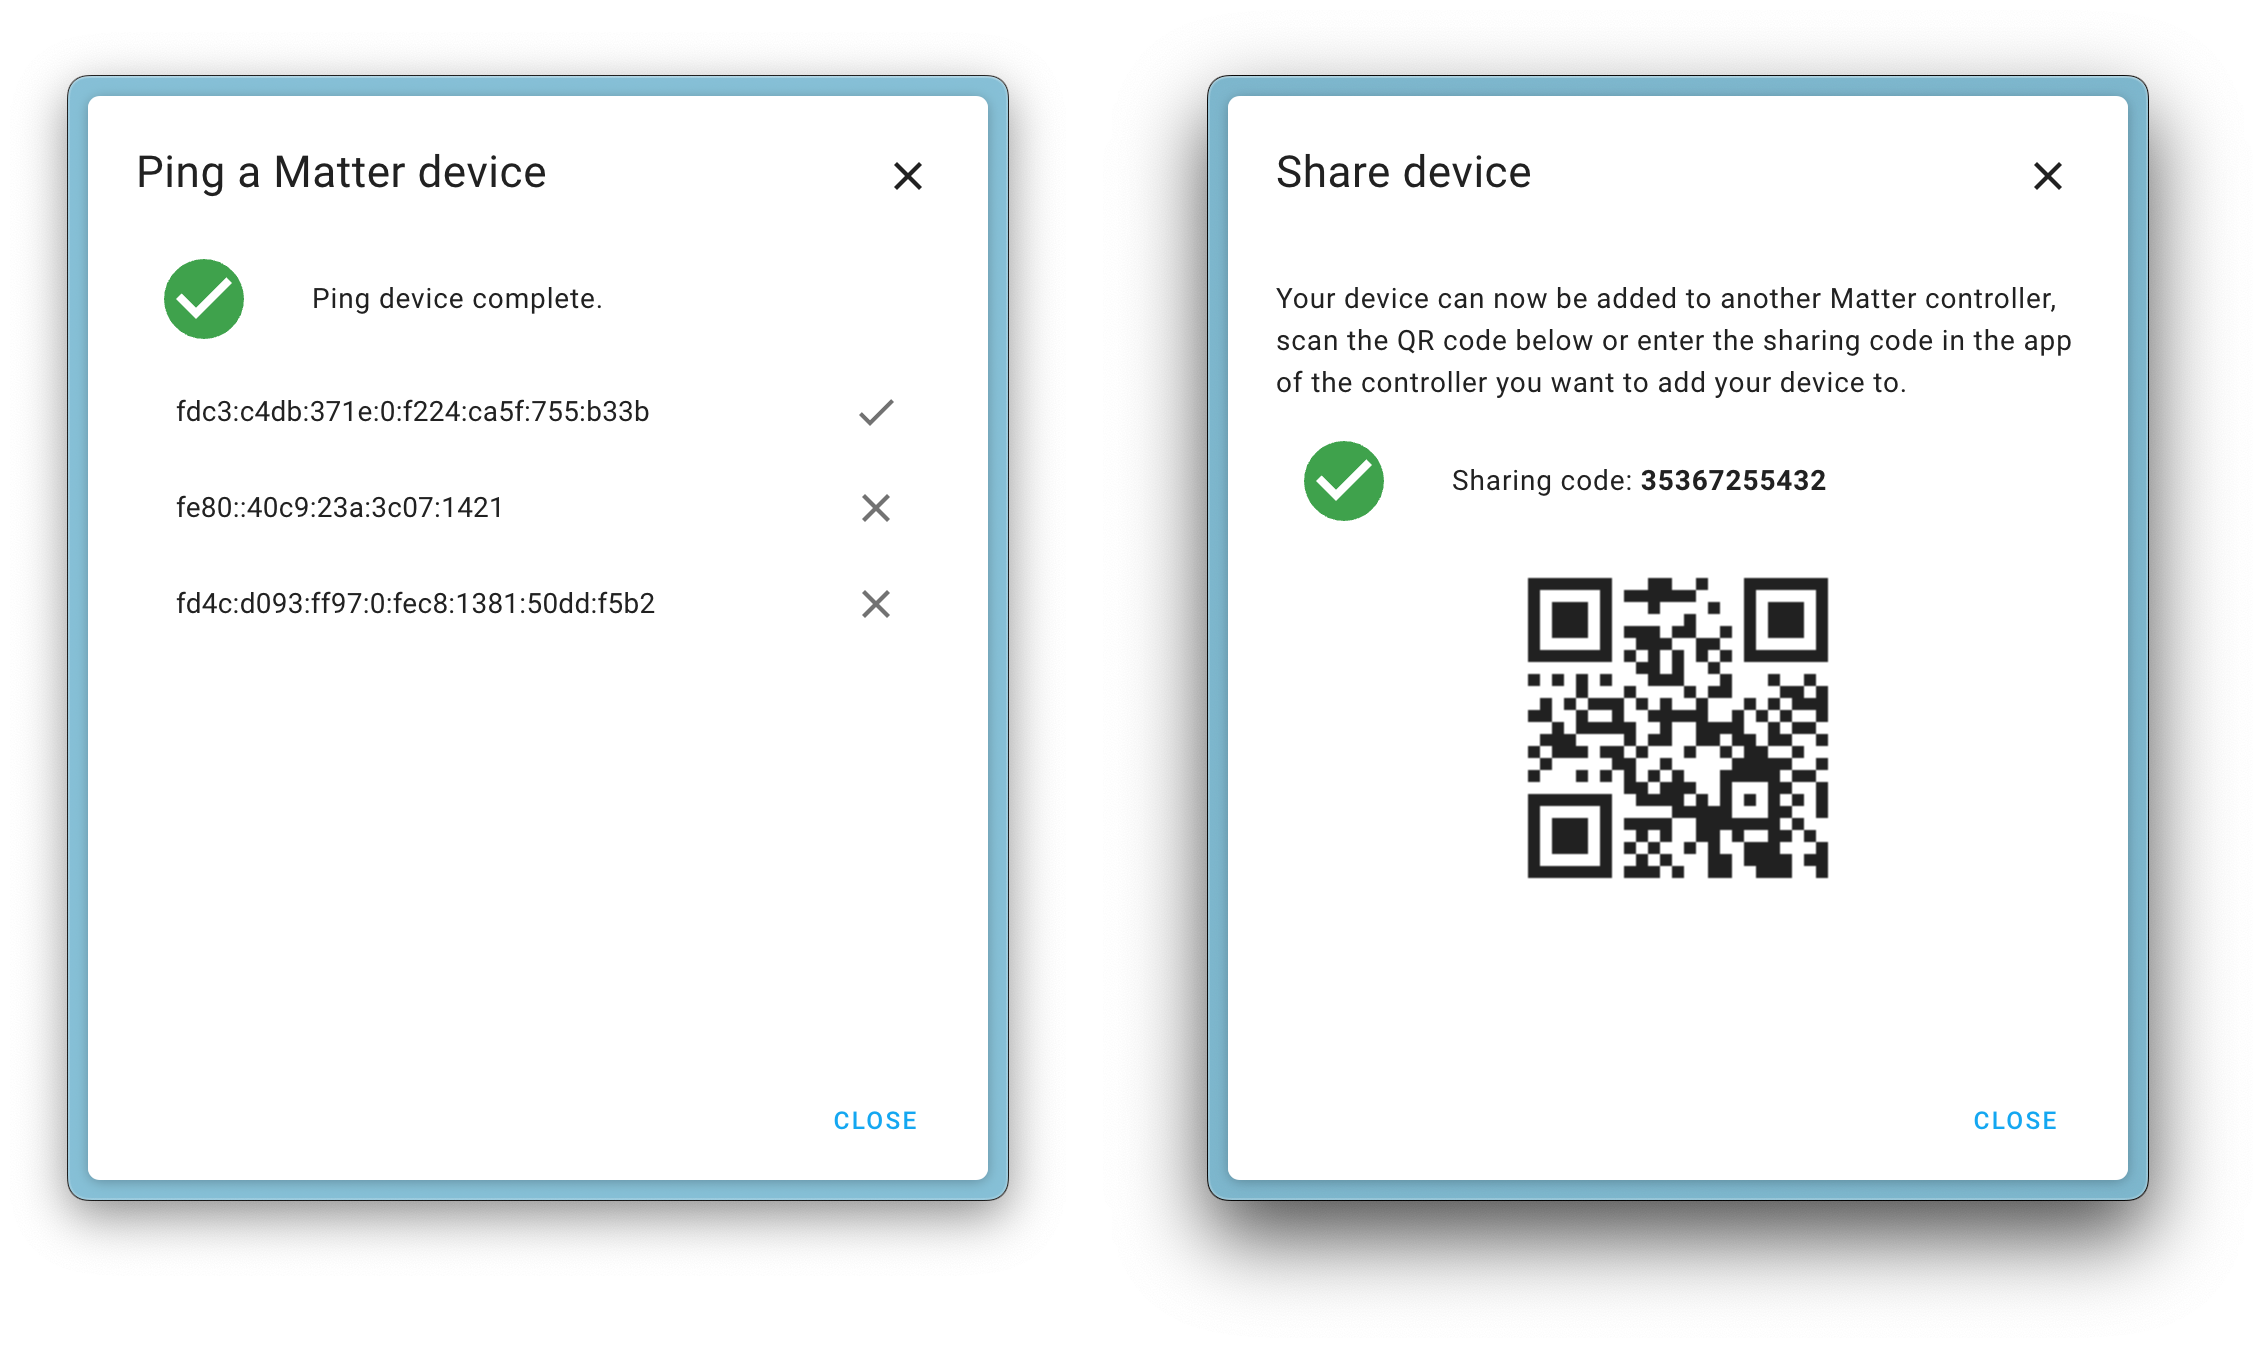 Ping a Matter device
Ping device complete.
fdc3:c4db:371e:0:f224:ca5f:755:b33b
fe80::40c9:23a:3c07:1421
fd4c:d093:ff97:0:fec8:1381:50dd:f5b2
CLOSE
Share device
Your device can now be added to another Matter controller,
scan the QR code below or enter the sharing code in the app
of the controller you want to add your device to.
Sharing code: 35367255432
CLOSE